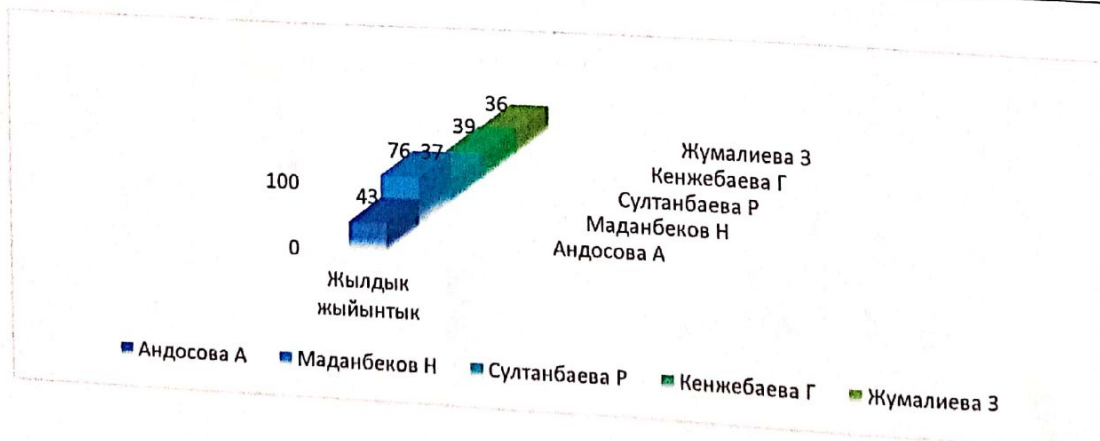 36
39
76 37
43
100
0
Жумалиева З
Кенжебаева Г
Султанбаева Р
Маданбеков Н
Андосова А
Жылдык
жыйынтык
Андосова А Маданбеков Н Султанбаева Р Кенжебаева Г Жумалиева З